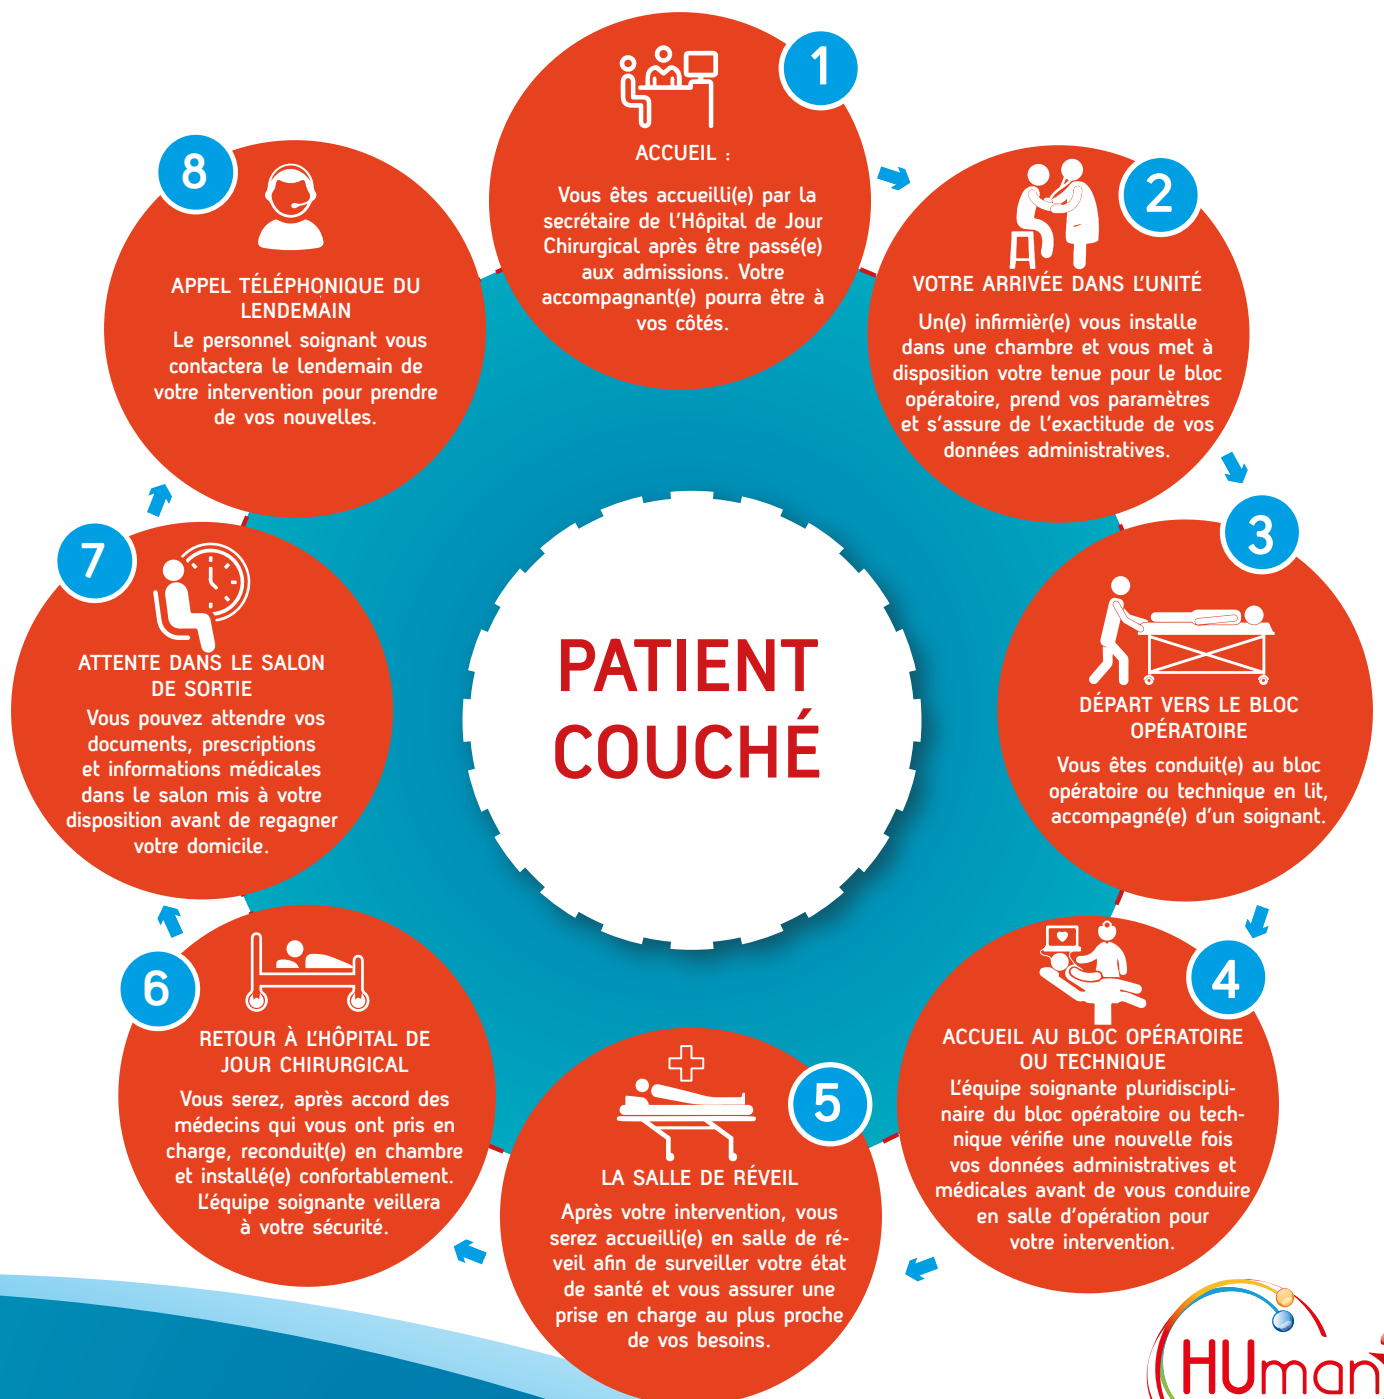 1
ACCUEIL :
Vous êtes accueilli(e) par la
secrétaire de l'Hôpital de Jour
Chirurgical après être passé(e)
aux admissions. Votre
accompagnant(e) pourra être à
vos côtés.
2
VOTRE ARRIVÉE DANS L'UNITÉ
Un(e) infirmièr(e) vous installe
dans une chambre et vous met à
disposition votre tenue pour le bloc
opératoire, prend vos paramètres
et s'assure de l'exactitude de vos
données administratives.
3
DÉPART VERS LE BLOC
OPÉRATOIRE
Vous êtes conduit(e) au bloc
opératoire ou technique en lit,
accompagné(e) d'un soignant.
4
ACCUEIL AU BLOC OPÉRATOIRE
OU TECHNIQUE
L'équipe soignante pluridiscipli-
naire du bloc opératoire ou tech-
nique vérifie une nouvelle fois
vos données administratives et
médicales avant de vous conduire
en salle d'opération pour
votre intervention.
5
LA SALLE DE RÉVEIL
Après votre intervention, vous
serez accueilli(e) en salle de ré-
veil afin de surveiller votre état
de santé et vous assurer une
prise en charge au plus proche
de vos besoins.
6
RETOUR À L'HÔPITAL DE
JOUR CHIRURGICAL
Vous serez, après accord des
médecins qui vous ont pris en
charge, reconduit(e) en chambre
et installé(e) confortablement.
L'équipe soignante veillera
à votre sécurité.
7
ATTENTE DANS LE SALON
DE SORTIE
Vous pouvez attendre vos
documents, prescriptions
et informations médicales
dans le salon mis à votre
disposition avant de regagner
votre domicile.
8
APPEL TÉLÉPHONIQUE DU
LENDEMAIN
Le personnel soignant vous
contactera le lendemain de
votre intervention pour prendre
de vos nouvelles.
PATIENT
COUCHÉ
HUman